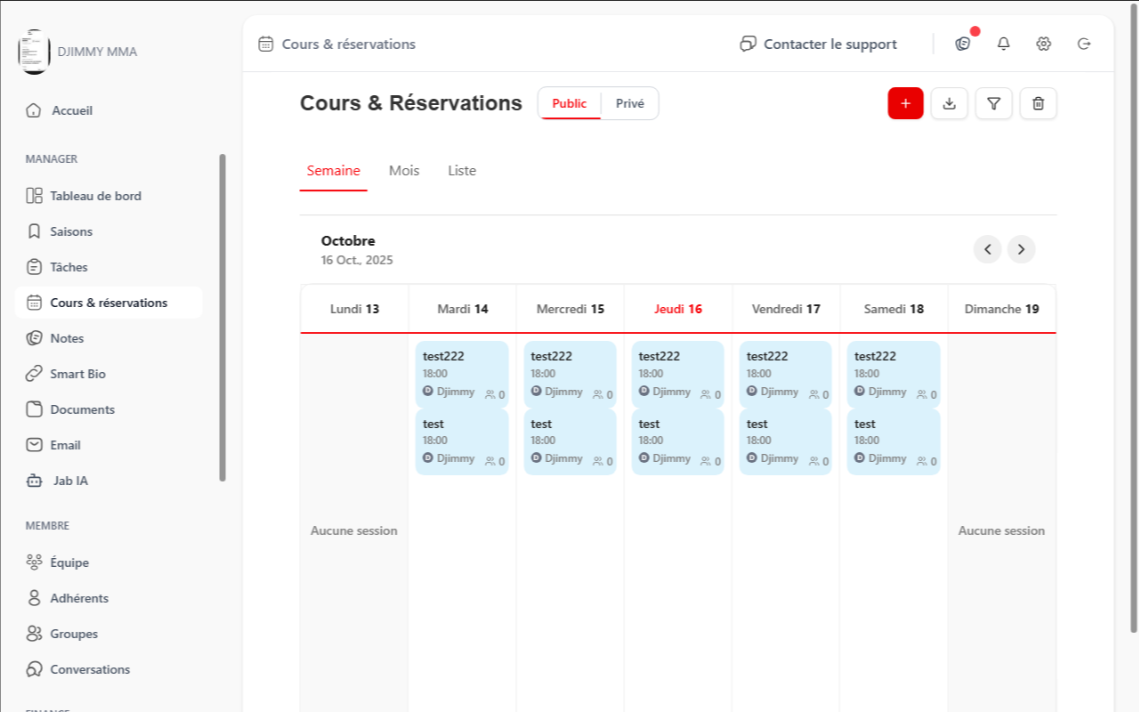 DJIMMY MMA
Accueil
MANAGER
Tableau de bord
Saisons
Tâches
Cours & réservations
Notes
Smart Bio
Documents
Email
Jab IA
MEMBRE
Équipe
Adhérents
Groupes
Conversations
Cours & réservations
Contacter le support
Cours & Réservations
Public Privé
Semaine Mois Liste
Octobre
16 Oct., 2025
Lundi 13 Mardi 14 Mercredi 15 Jeudi 16 Vendredi 17 Samedi 18 Dimanche 19
test222 test222 test222 test222 test222
18:00 18:00 18:00 18:00 18:00
D Djimmy 0 D Djimmy 0 D Djimmy 0 D Djimmy 0 D Djimmy 0
test test test test test
18:00 18:00 18:00 18:00 18:00
D Djimmy 0 D Djimmy 0 D Djimmy 0 D Djimmy 0 D Djimmy 0
Aucune session Aucune session